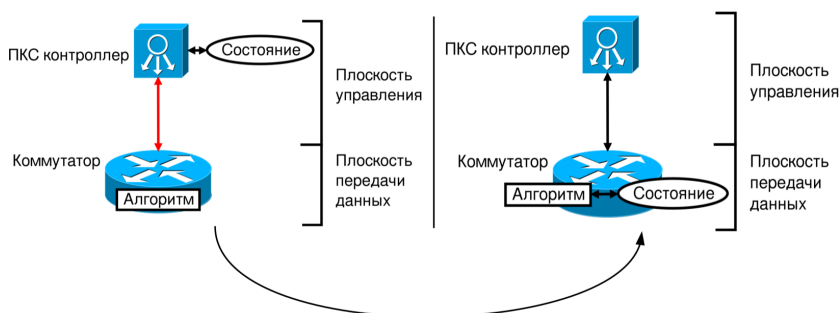 ПКС контроллер
Состояние
Плоскость
управления
Коммутатор
Алгоритм
Плоскость
передачи
данных
ПКС контроллер
Плоскость
управления
Коммутатор
Алгоритм
Состояние
Плоскость
передачи
данных